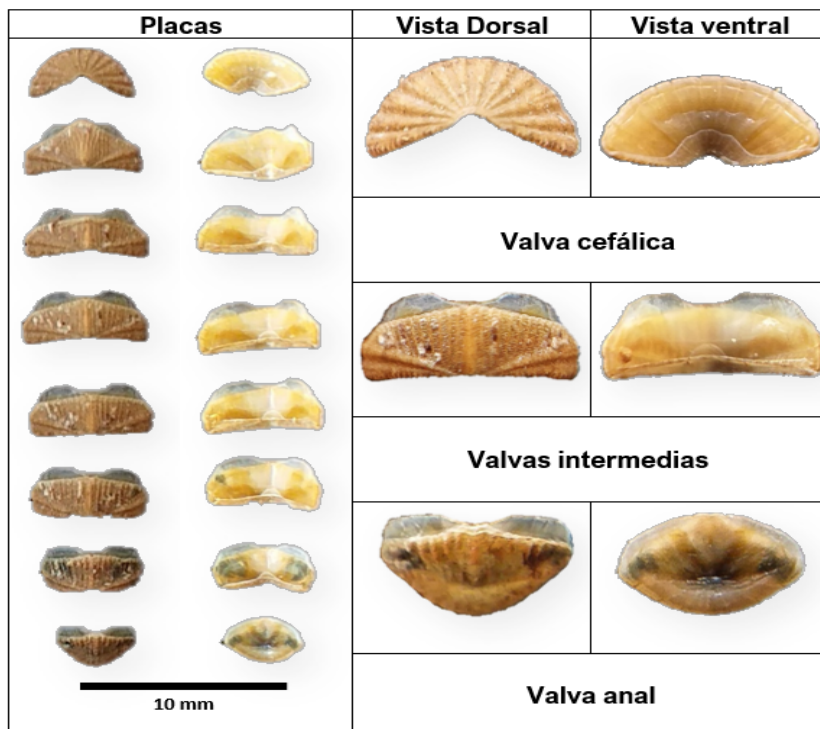 Placas
Vista Dorsal
Vista ventral
Valva cefálica
Valvas intermedias
Valva anal
10 mm